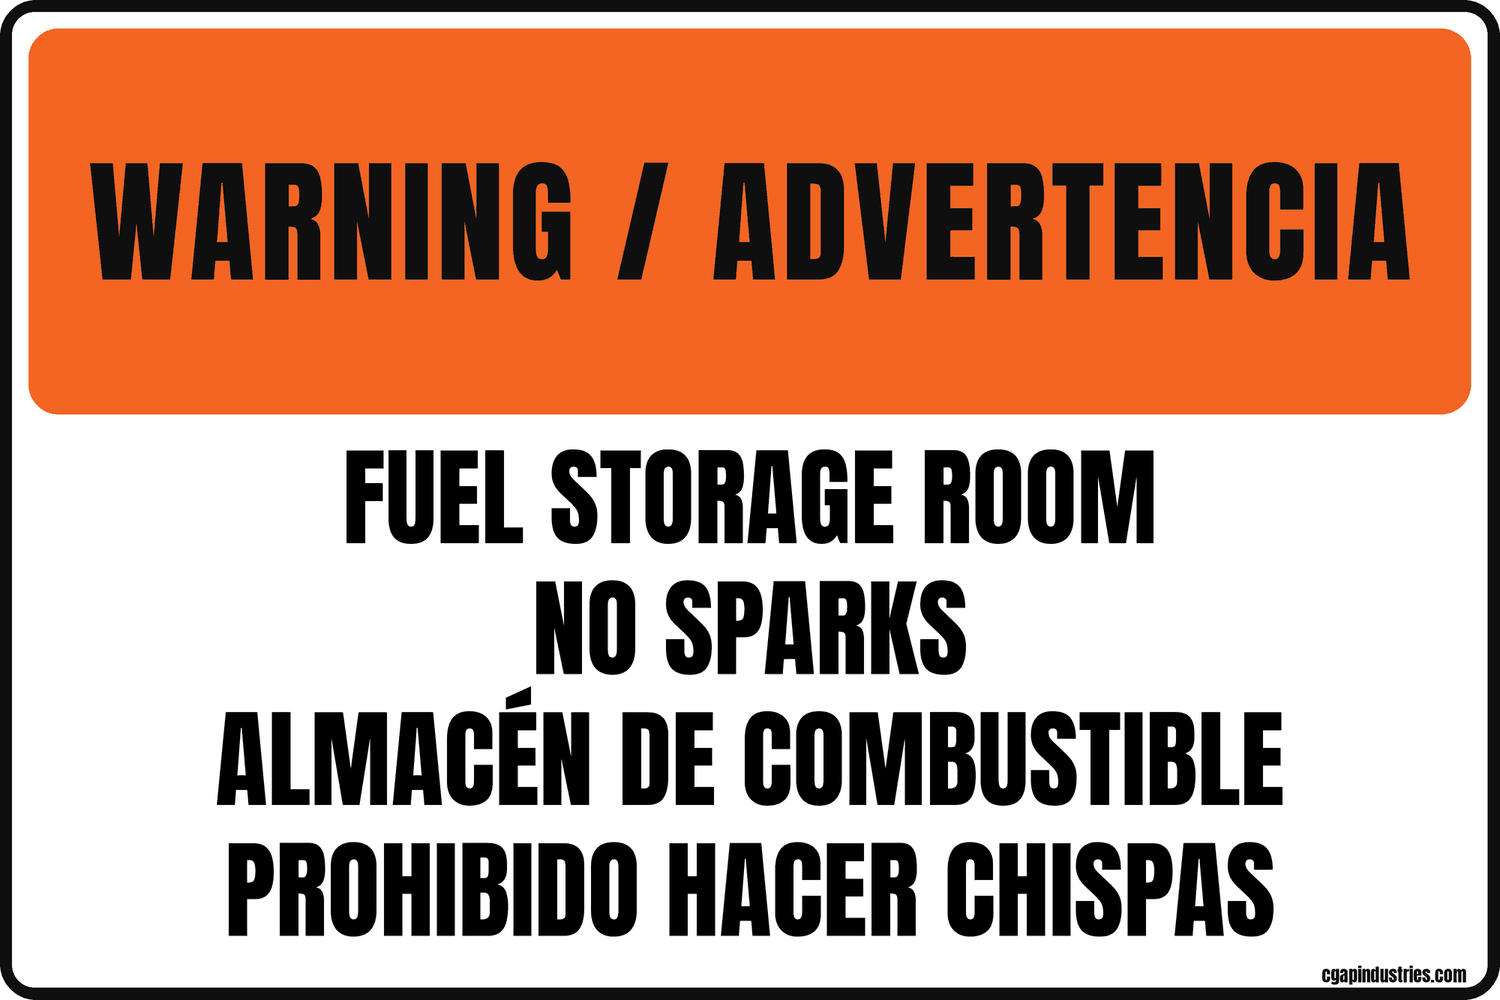 WARNING / ADVERTENCIA
FUEL STORAGE ROOM
NO SPARKS
ALMACÉN DE COMBUSTIBLE
PROHIBIDO HACER CHISPAS
cgapindustries.com